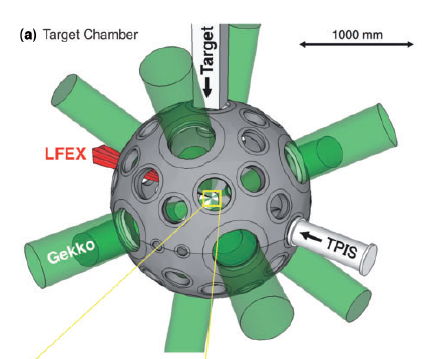 (a) Target Chamber
1000 mm
← Target
LFEX
Gekko
← TPIS